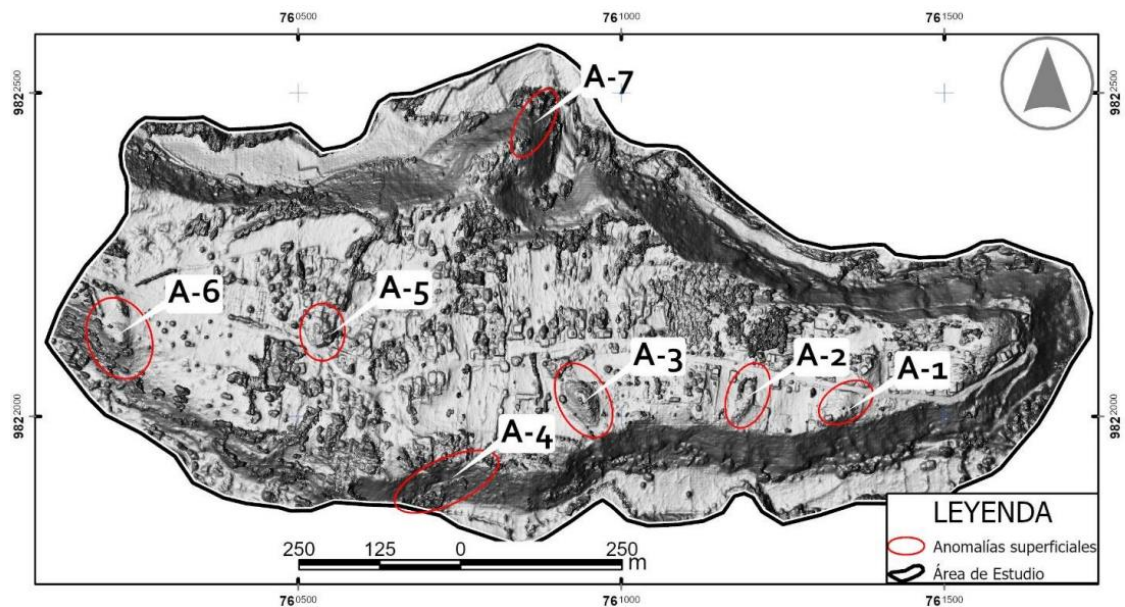 760500 761000 761500
9822500 9822500
A-7
A-6
A-5
A-3
A-2
A-1
A-4
9822000 9822000
LEYENDA
Anomalías superficiales
Área de Estudio
250 125 0 250 m
760500 761000 761500